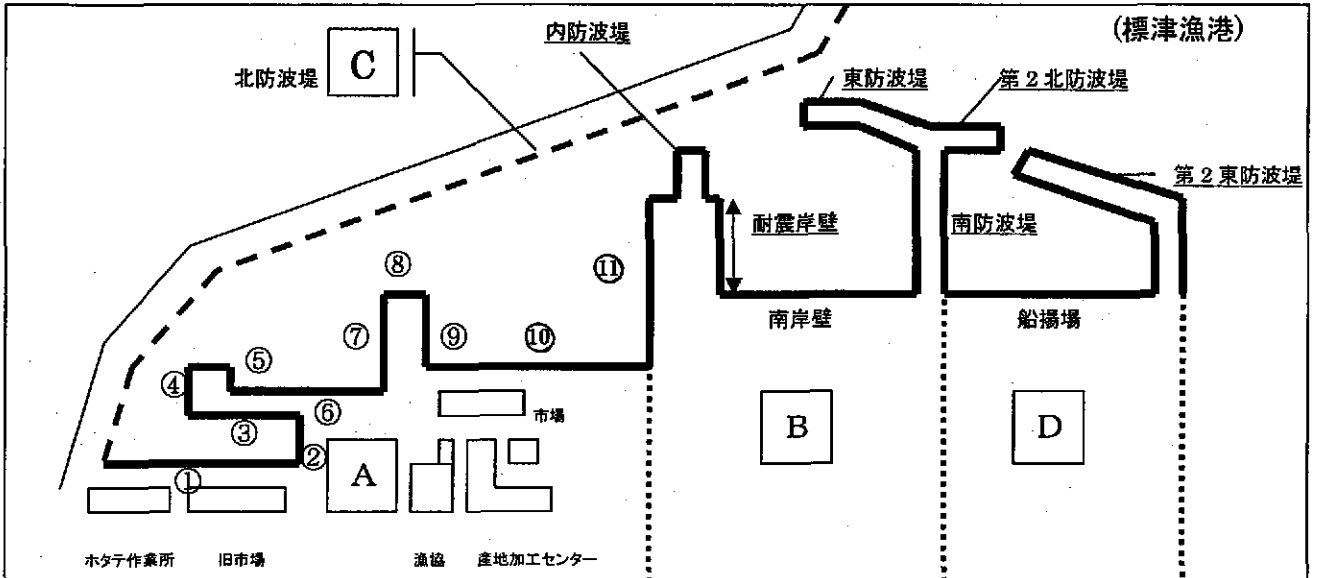 (標津漁港)
内防波堤
北防波堤
C
東防波堤
第2北防波堤
第2東防波堤
耐震岸壁
南防波堤
⑧
⑪
南岸壁
船揚場
⑦
⑨
⑩
⑤
④
⑥
市場
③
②
①
A
B
D
ホタテ作業所
旧市場
漁協
産地加工センター